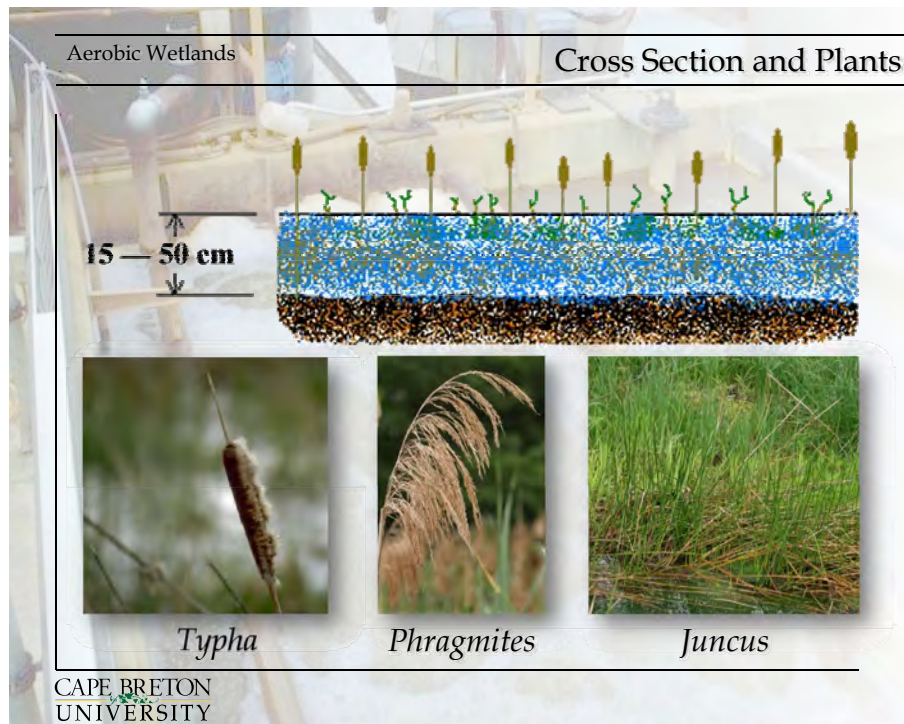 Aerobic Wetlands
Cross Section and Plants
15 — 50 cm
Typha
Phragmites
Juncus
CAPE BRETON
UNIVERSITY